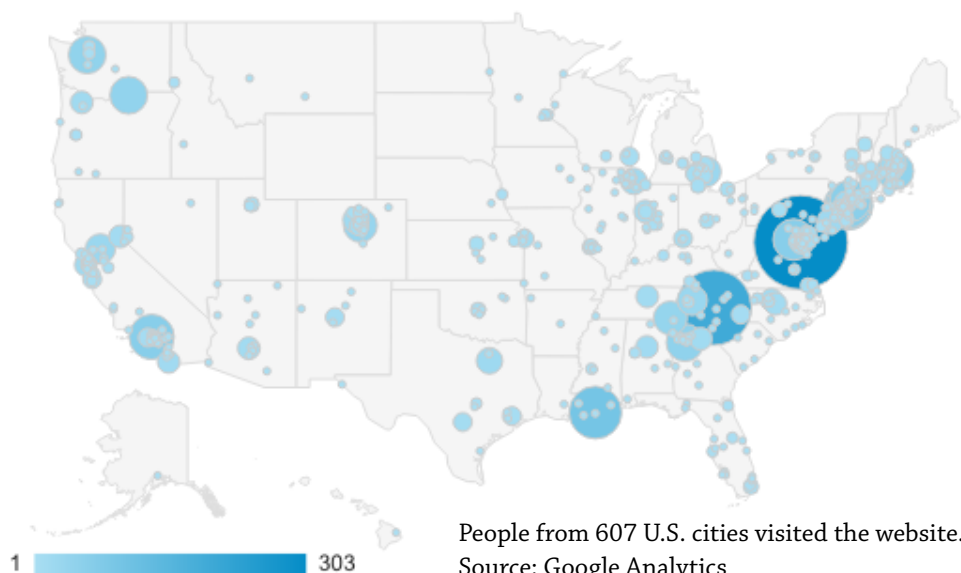 People from 607 U.S. cities visited the website.
Source: Google Analytics
1 303